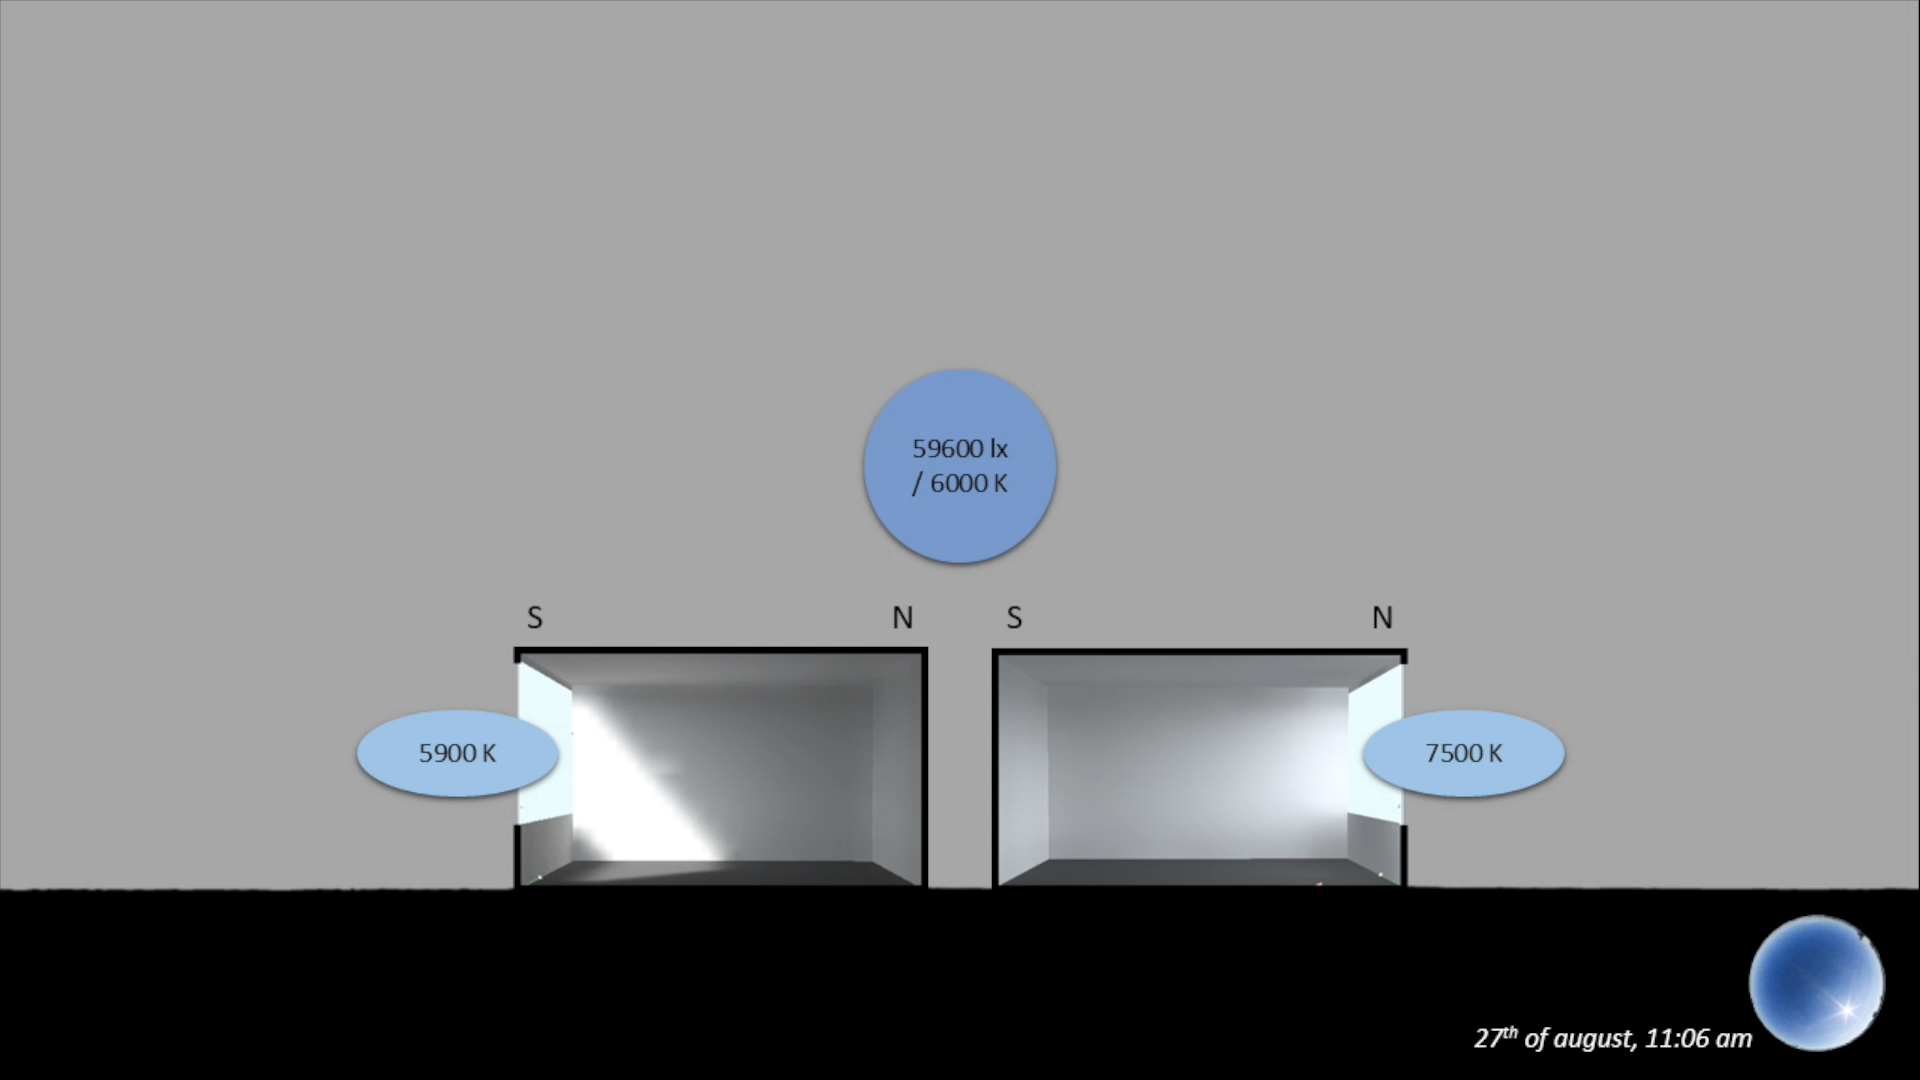 59600 lx
/ 6000 K
S N S N
5900 K
7500 K
27th of august, 11:06 am